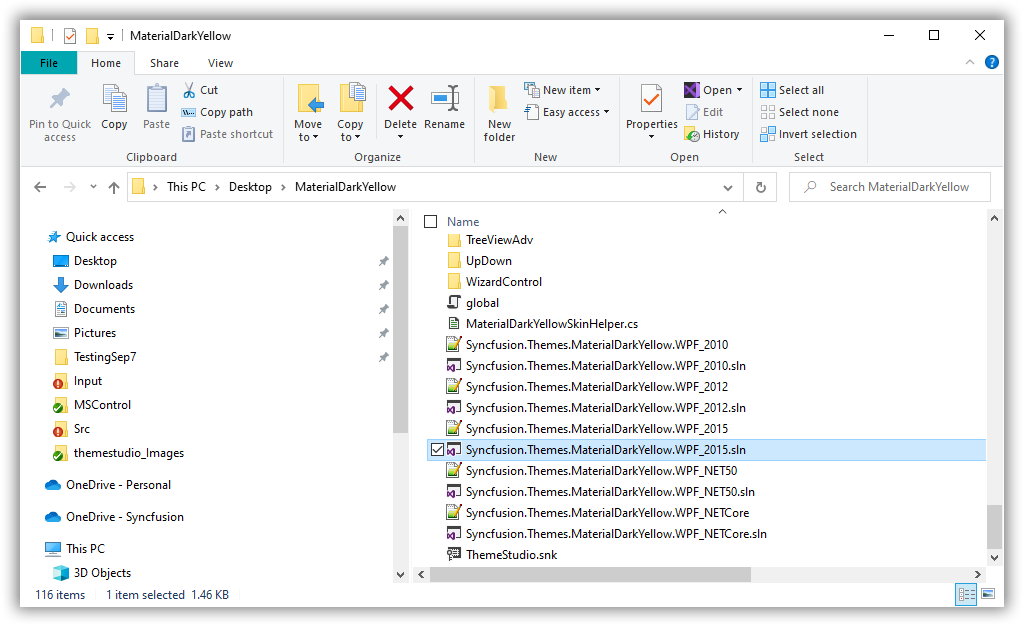 MaterialDarkYellow
File Home Share View
Pin to Quick access
Copy
Paste
Cut
Copy path
Paste shortcut
Clipboard
Move to
Copy to
Delete
Rename
Organize
New folder
New item
Easy access
New
Properties
Open
Edit
History
Open
Select all
Select none
Invert selection
Select
This PC > Desktop > MaterialDarkYellow
Search MaterialDarkYellow
Quick access
Desktop
Downloads
Documents
Pictures
TestingSep7
Input
MSControl
Src
themestudio_Images
OneDrive - Personal
OneDrive - Syncfusion
This PC
3D Objects
Name
TreeViewAdv
UpDown
WizardControl
global
MaterialDarkYellowSkinHelper.cs
Syncfusion.Themes.MaterialDarkYellow.WPF_2010
Syncfusion.Themes.MaterialDarkYellow.WPF_2010.sln
Syncfusion.Themes.MaterialDarkYellow.WPF_2012
Syncfusion.Themes.MaterialDarkYellow.WPF_2012.sln
Syncfusion.Themes.MaterialDarkYellow.WPF_2015
Syncfusion.Themes.MaterialDarkYellow.WPF_2015.sln
Syncfusion.Themes.MaterialDarkYellow.WPF_NET50
Syncfusion.Themes.MaterialDarkYellow.WPF_NET50.sln
Syncfusion.Themes.MaterialDarkYellow.WPF_NETCore
Syncfusion.Themes.MaterialDarkYellow.WPF_NETCore.sln
ThemeStudio.snk
116 items 1 item selected 1.46 KB